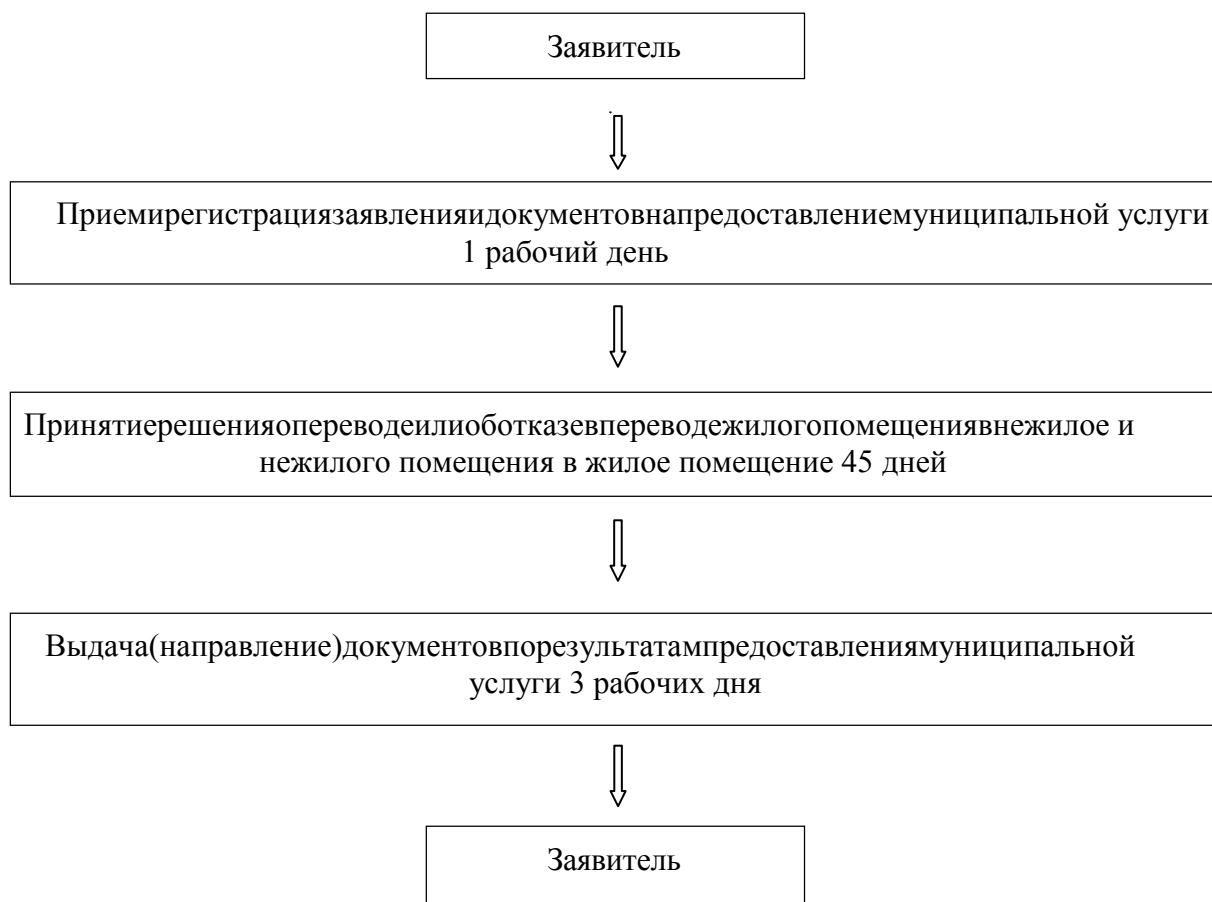 Заявитель
Приемирегистрациязаявленияидокументовнапредоставлениемуниципальной услуги
1 рабочий день
Принятиерешенияопереводеилиоботказевпереводежилогопомещениявнежилое и
нежилого помещения в жилое помещение 45 дней
Выдача(направление)документовпорезультатампредоставлениямуниципальной
услуги 3 рабочих дня
Заявитель